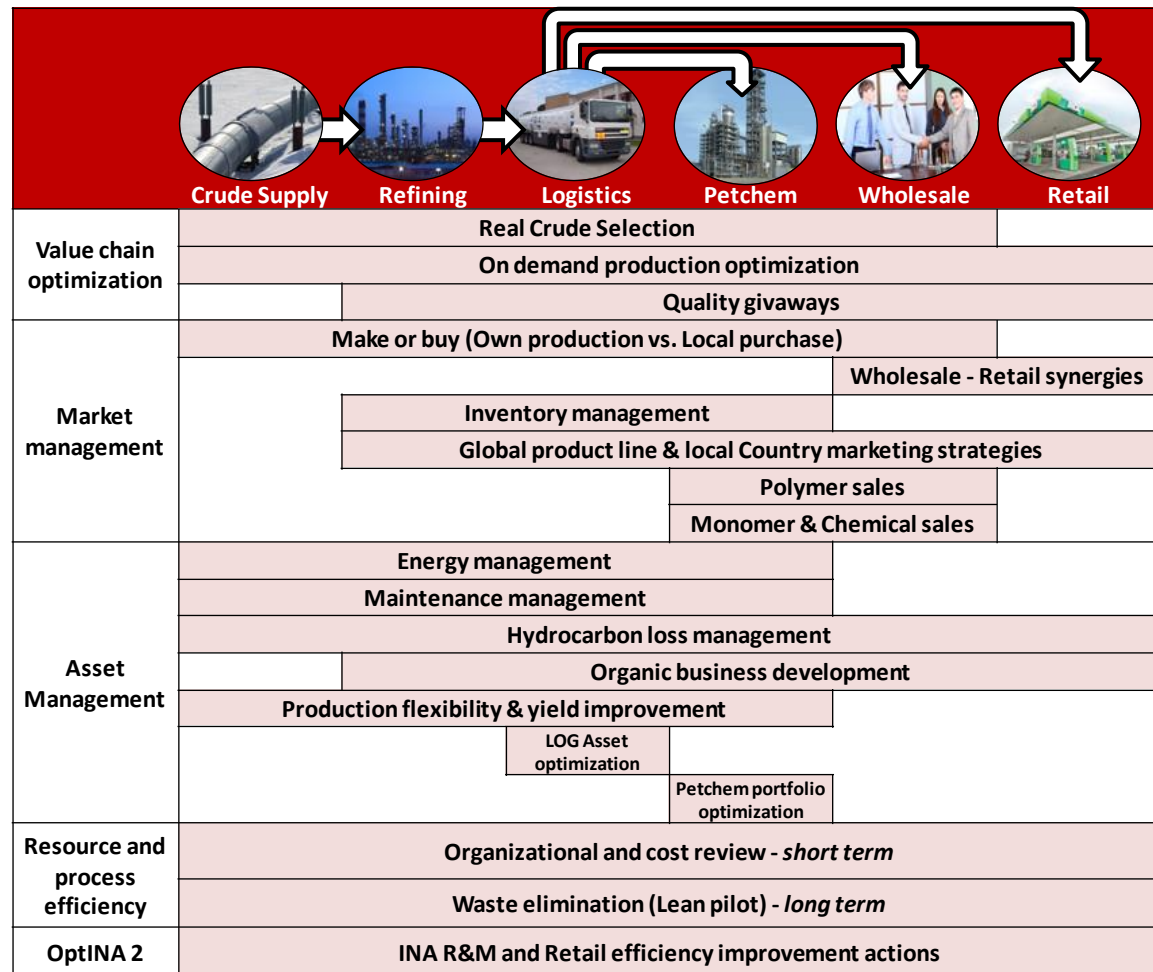 Crude Supply
Refining
Logistics
Petchem
Wholesale
Retail
Value chain
optimization
Real Crude Selection
On demand production optimization
Quality givaways
Market
management
Make or buy (Own production vs. Local purchase)
Wholesale - Retail synergies
Inventory management
Global product line & local Country marketing strategies
Polymer sales
Monomer & Chemical sales
Asset
Management
Energy management
Maintenance management
Hydrocarbon loss management
Organic business development
Production flexibility & yield improvement
LOG Asset
optimization
Petchem portfolio
optimization
Resource and
process
efficiency
Organizational and cost review - short term
Waste elimination (Lean pilot) - long term
OptINA 2
INA R&M and Retail efficiency improvement actions